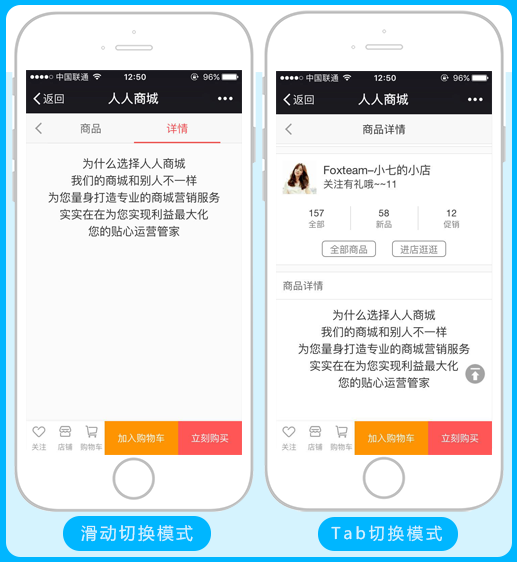 中国联通 12:50 96%
返回 人人商城
商品 详情
为什么选择人人商城
我们的商城和别人不一样
为您量身打造专业的商城营销服务
实实在在为您实现利益最大化
您的贴心运营管家
关注 店铺 购物车 加入购物车 立刻购买
滑动切换模式
中国联通 12:50 96%
返回 人人商城
商品详情
Foxteam–小七的小店
关注有礼哦~~11
157 58 12
全部 新品 促销
全部商品 进店逛逛
商品详情
为什么选择人人商城
我们的商城和别人不一样
为您量身打造专业的商城营销服务
实实在在为您实现利益最大化
您的贴心运营管家
关注 店铺 购物车 加入购物车 立刻购买
Tab切换模式